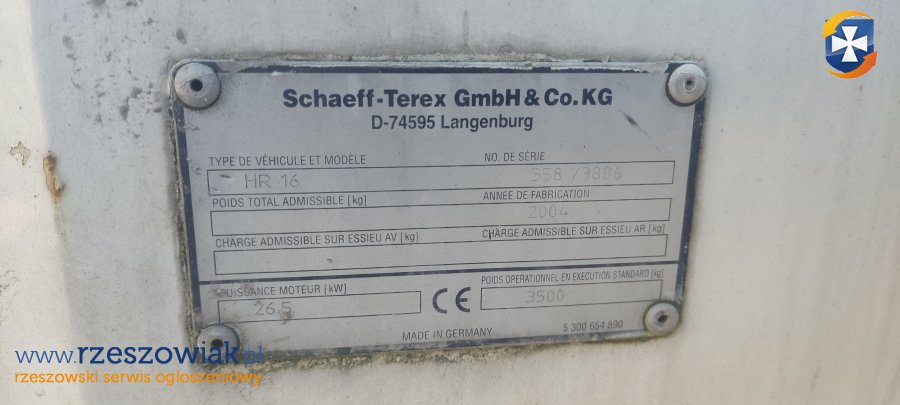 Schaeff-Terex GmbH & Co. KG
D-74595 Langenburg
TYPE DE VÉHICULE ET MODÈLE NO. DE SÉRIE
HR 16 358 /3886
POIDS TOTAL ADMISSIBLE [kg] ANNEE DE FABRICATION
2004
CHARGE ADMISSIBLE SUR ESSIEU AV [kg] CHARGE ADMISSIBLE SUR ESSIEU AR [kg]
PUISSANCE MOTEUR [kW] POIDS OPERATIONNEL EN EXECUTION STANDARD [kg]
26.5 CE 3500
MADE IN GERMANY 5 300 654 890
www.rzeszowiak.pl
rzeszowski serwis ogłoszeniowy